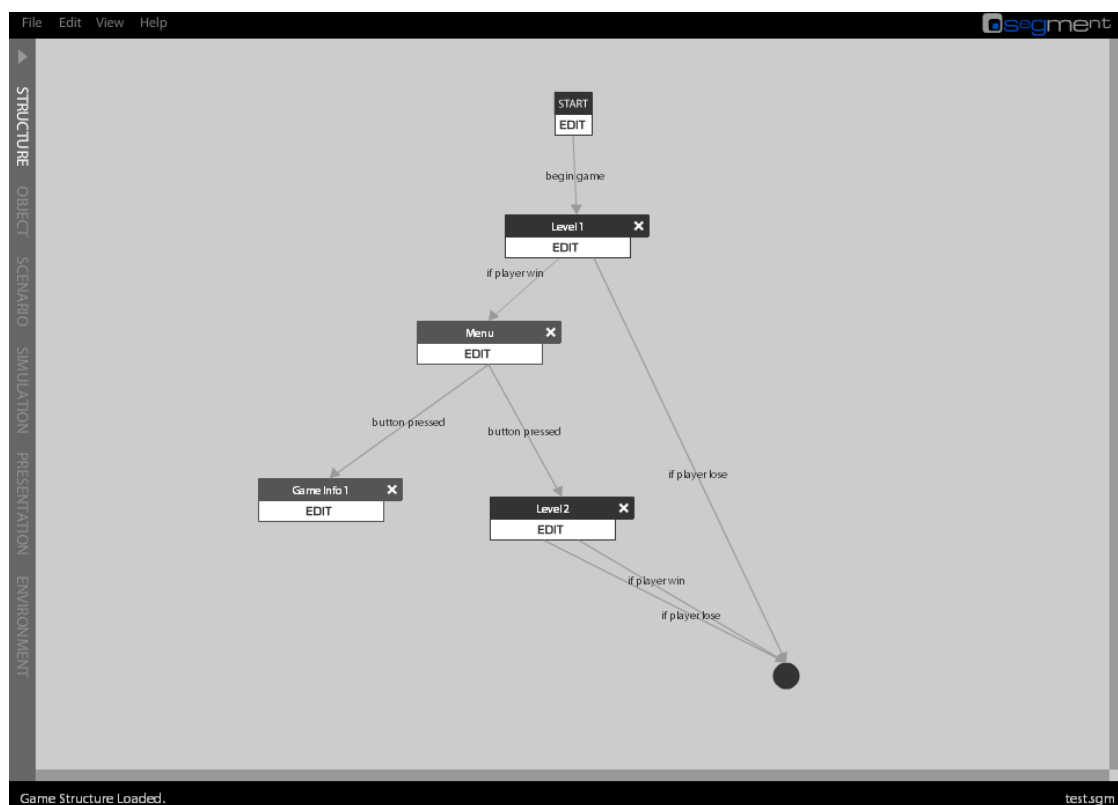 File Edit View Help
segment
STRUCTURE
OBJECT
SCENARIO
SIMULATION
PRESENTATION
ENVIRONMENT
START
EDIT
begin game
Level 1
EDIT
if player win
Menu
EDIT
button pressed
button pressed
if player lose
Game Info 1
EDIT
Level 2
EDIT
if player win
if player lose
Game Structure Loaded.
test.sgm